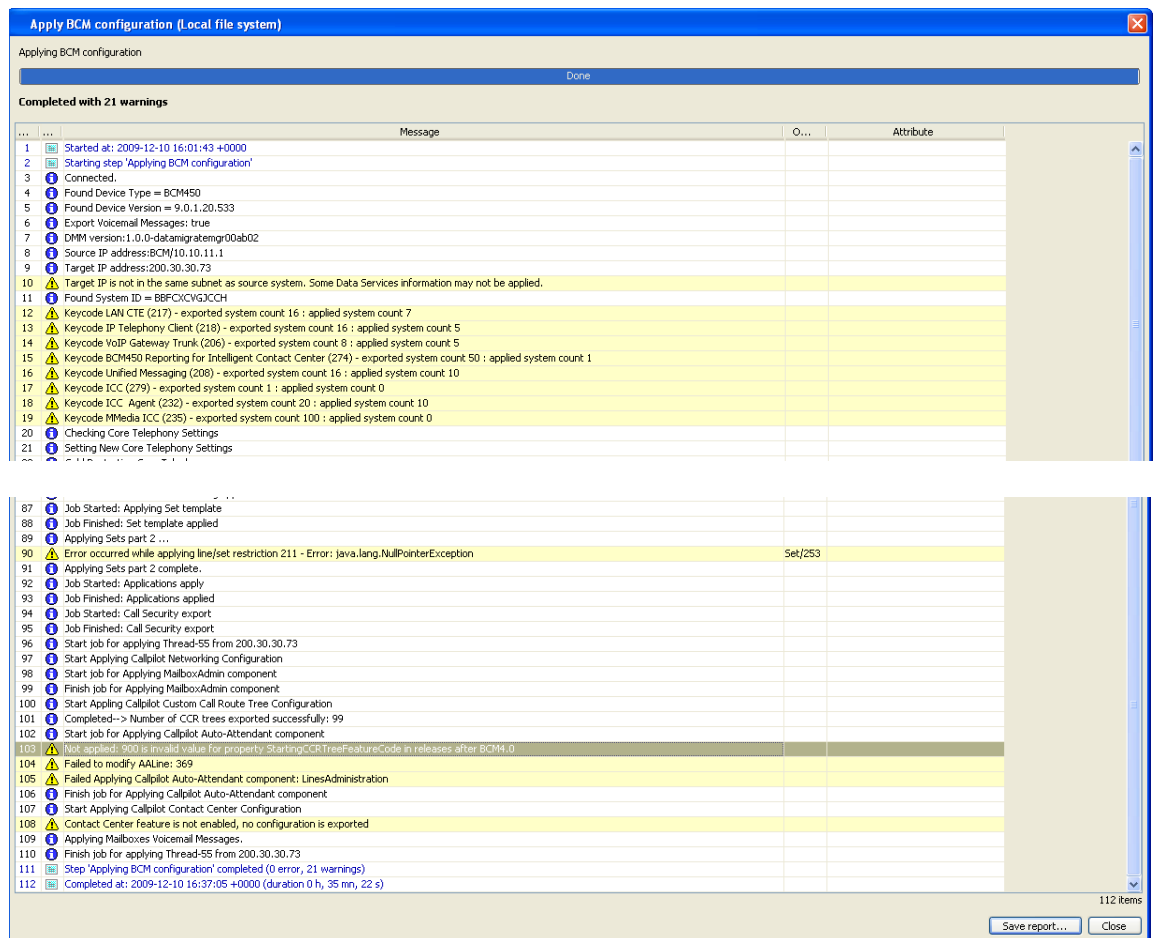 Apply BCM configuration (Local file system)
Applying BCM configuration
Done
Completed with 21 warnings
... ... Message O... Attribute
1 Started at: 2009-12-10 16:01:43 +0000
2 Starting step 'Applying BCM configuration'
3 Connected.
4 Found Device Type = BCM450
5 Found Device Version = 9.0.1.20.533
6 Export Voicemail Messages: true
7 DMM version:1.0.0-datamigratemgr00ab02
8 Source IP address:BCM/10.10.11.1
9 Target IP address:200.30.30.73
10 Target IP is not in the same subnet as source system. Some Data Services information may not be applied.
11 Found System ID = BBFCXCVGJCCH
12 Keycode LAN CTE (217) - exported system count 16 : applied system count 7
13 Keycode IP Telephony Client (218) - exported system count 16 : applied system count 5
14 Keycode VoIP Gateway Trunk (206) - exported system count 8 : applied system count 5
15 Keycode BCM450 Reporting for Intelligent Contact Center (274) - exported system count 50 : applied system count 1
16 Keycode Unified Messaging (208) - exported system count 16 : applied system count 10
17 Keycode ICC (279) - exported system count 1 : applied system count 0
18 Keycode ICC  Agent (232) - exported system count 20 : applied system count 10
19 Keycode MMedia ICC (235) - exported system count 100 : applied system count 0
20 Checking Core Telephony Settings
21 Setting New Core Telephony Settings
87 Job Started: Applying Set template
88 Job Finished: Set template applied
89 Applying Sets part 2 ...
90 Error occurred while applying line/set restriction 211 - Error: java.lang.NullPointerException Set/253
91 Applying Sets part 2 complete.
92 Job Started: Applications apply
93 Job Finished: Applications applied
94 Job Started: Call Security export
95 Job Finished: Call Security export
96 Start job for applying Thread-55 from 200.30.30.73
97 Start Applying Callpilot Networking Configuration
98 Start job for Applying MailboxAdmin component
99 Finish job for Applying MailboxAdmin component
100 Start Appling Callpilot Custom Call Route Tree Configuration
101 Completed--> Number of CCR trees exported successfully: 99
102 Start job for Applying Callpilot Auto-Attendant component
103 Not applied: 900 is invalid value for property StartingCCRTreeFeatureCode in releases after BCM4.0
104 Failed to modify AALine: 369
105 Failed Applying Callpilot Auto-Attendant component: LinesAdministration
106 Finish job for Applying Callpilot Auto-Attendant component
107 Start Applying Callpilot Contact Center Configuration
108 Contact Center feature is not enabled, no configuration is exported
109 Applying Mailboxes Voicemail Messages.
110 Finish job for applying Thread-55 from 200.30.30.73
111 Step 'Applying BCM configuration' completed (0 error, 21 warnings)
112 Completed at: 2009-12-10 16:37:05 +0000 (duration 0 h, 35 mn, 22 s)
112 items
Save report... Close